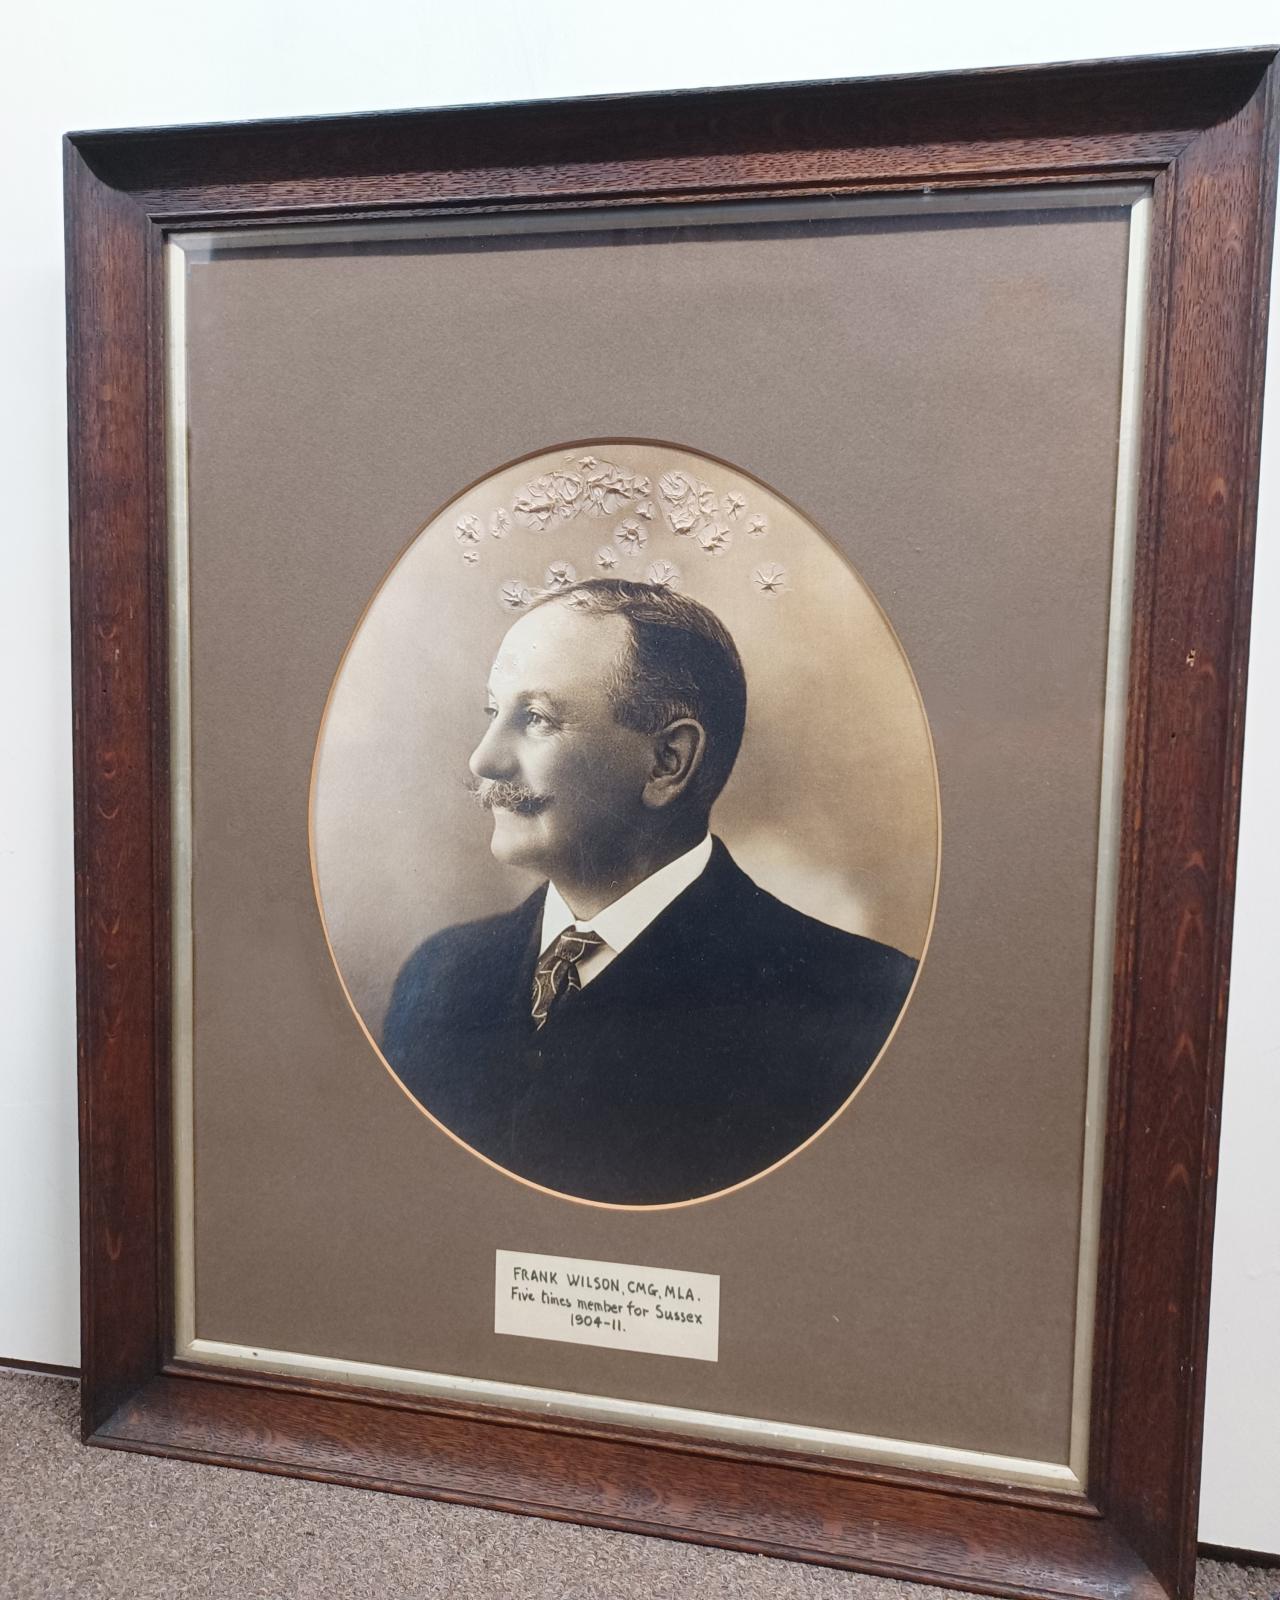 FRANK WILSON, CMG, MLA.
Five times member for Sussex
1904-11.